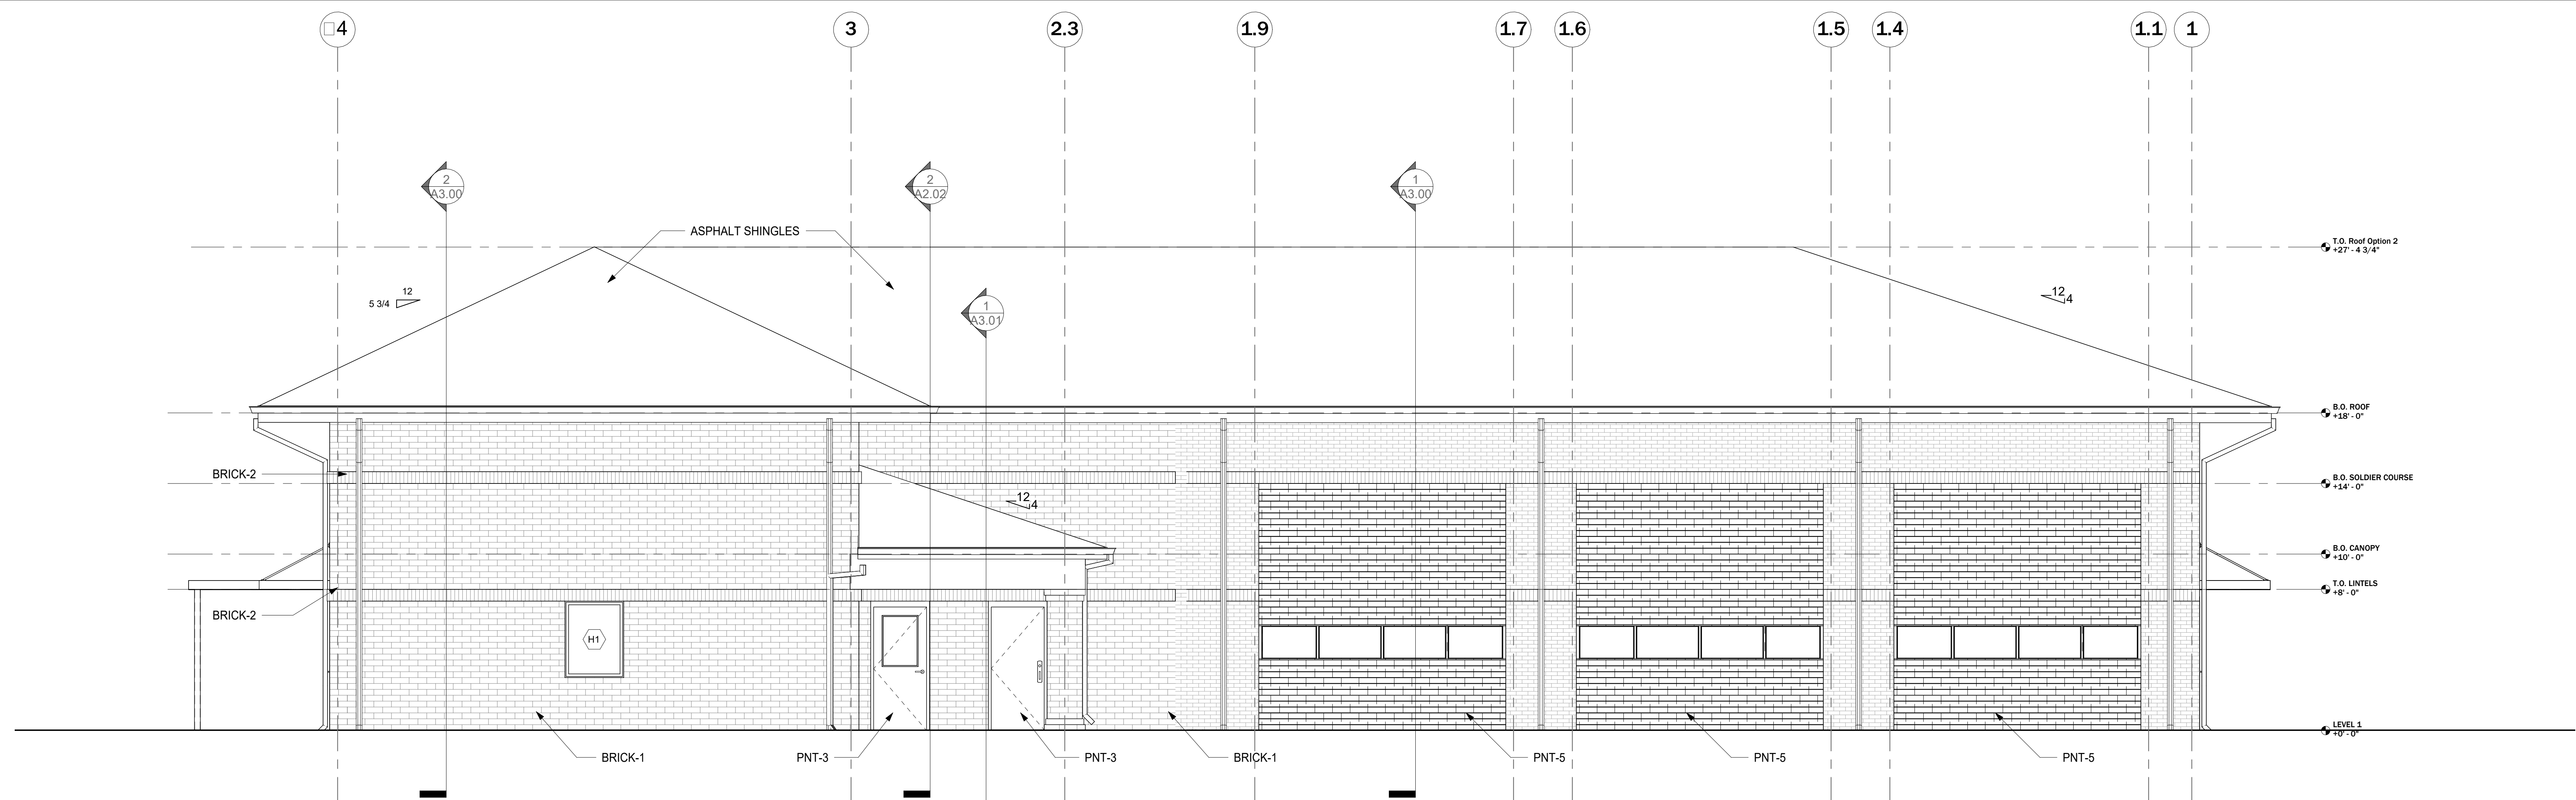 4
3
2.3
1.9
1.7
1.6
1.5
1.4
1.1
1
2
A3.00
2
A2.02
1
A3.00
ASPHALT SHINGLES
T.O. Roof Option 2
+27' - 4 3/4"
12
5 3/4
12
4
1
A3.01
B.O. ROOF
+18' - 0"
BRICK-2
B.O. SOLDIER COURSE
+14' - 0"
12
4
B.O. CANOPY
+10' - 0"
T.O. LINTELS
+8' - 0"
BRICK-2
H1
LEVEL 1
+0' - 0"
BRICK-1
PNT-3
PNT-3
BRICK-1
PNT-5
PNT-5
PNT-5